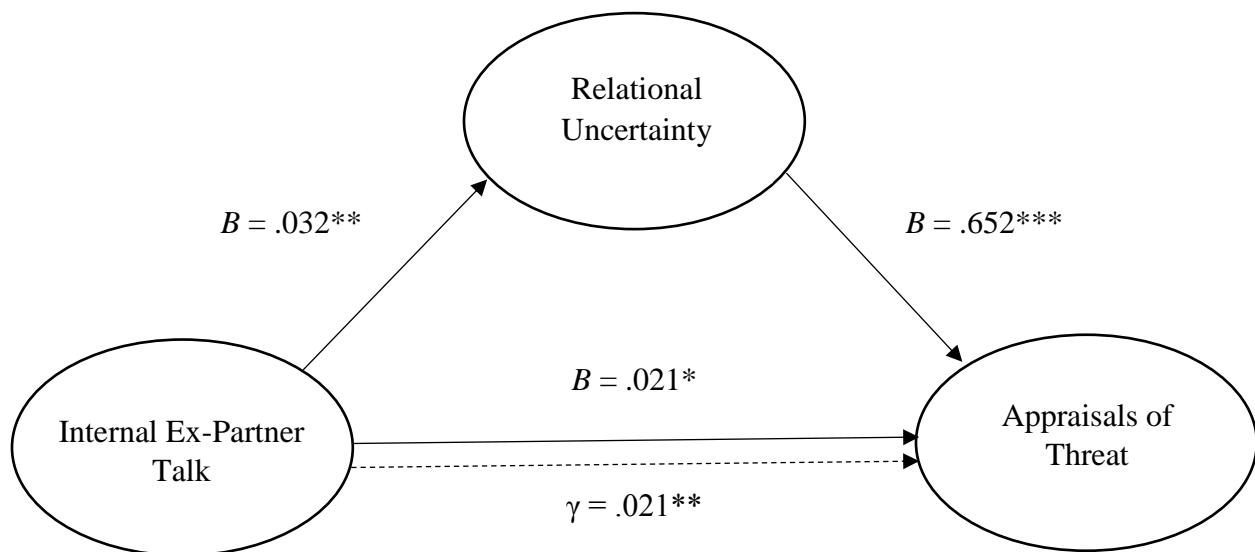 Relational
Uncertainty
B = .032**
B = .652***
B = .021*
Internal Ex-Partner
Talk
Appraisals of
Threat
γ = .021**